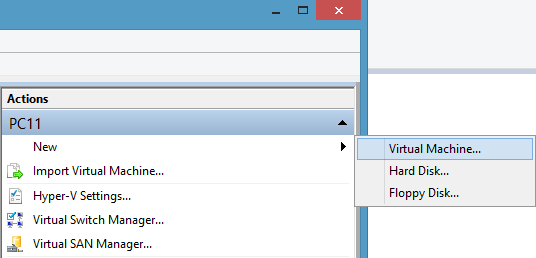 Actions
PC11
New
Virtual Machine...
Hard Disk...
Floppy Disk...
Import Virtual Machine...
Hyper-V Settings...
Virtual Switch Manager...
Virtual SAN Manager...